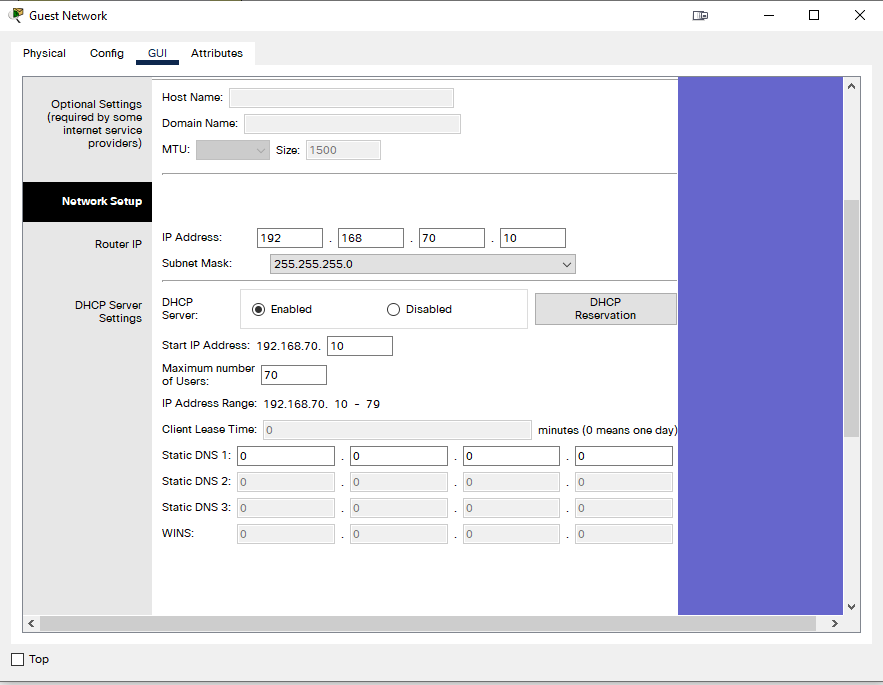 Guest Network
Physical Config GUI Attributes
Optional Settings
(required by some
internet service
providers)
Host Name:
Domain Name:
MTU: Size: 1500
Network Setup
Router IP
IP Address: 192 . 168 . 70 . 10
Subnet Mask: 255.255.255.0
DHCP Server
Settings
DHCP
Server:
Enabled Disabled
DHCP
Reservation
Start IP Address: 192.168.70. 10
Maximum number
of Users:
70
IP Address Range: 192.168.70. 10 - 79
Client Lease Time: 0 minutes (0 means one day)
Static DNS 1: 0 . 0 . 0 . 0
Static DNS 2: 0 . 0 . 0 . 0
Static DNS 3: 0 . 0 . 0 . 0
WINS: 0 . 0 . 0 . 0
Top